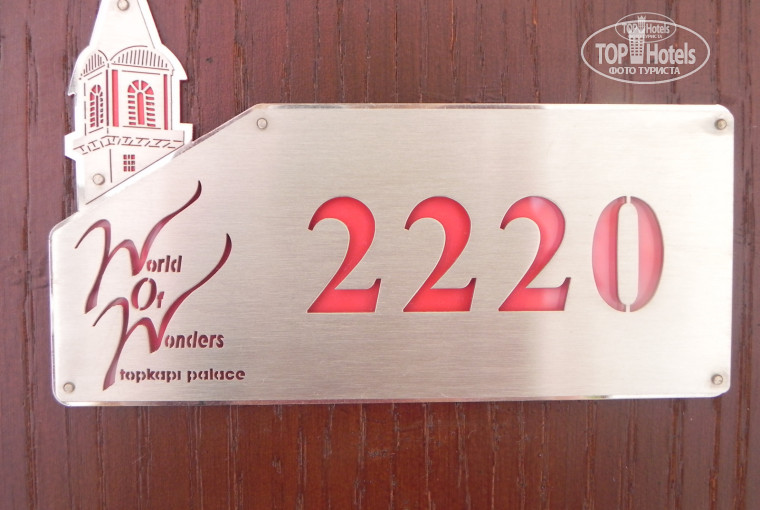 TOP Hotels
ФОТО ТУРИСТА
2220
World
Of
Wonders
topkapı palace